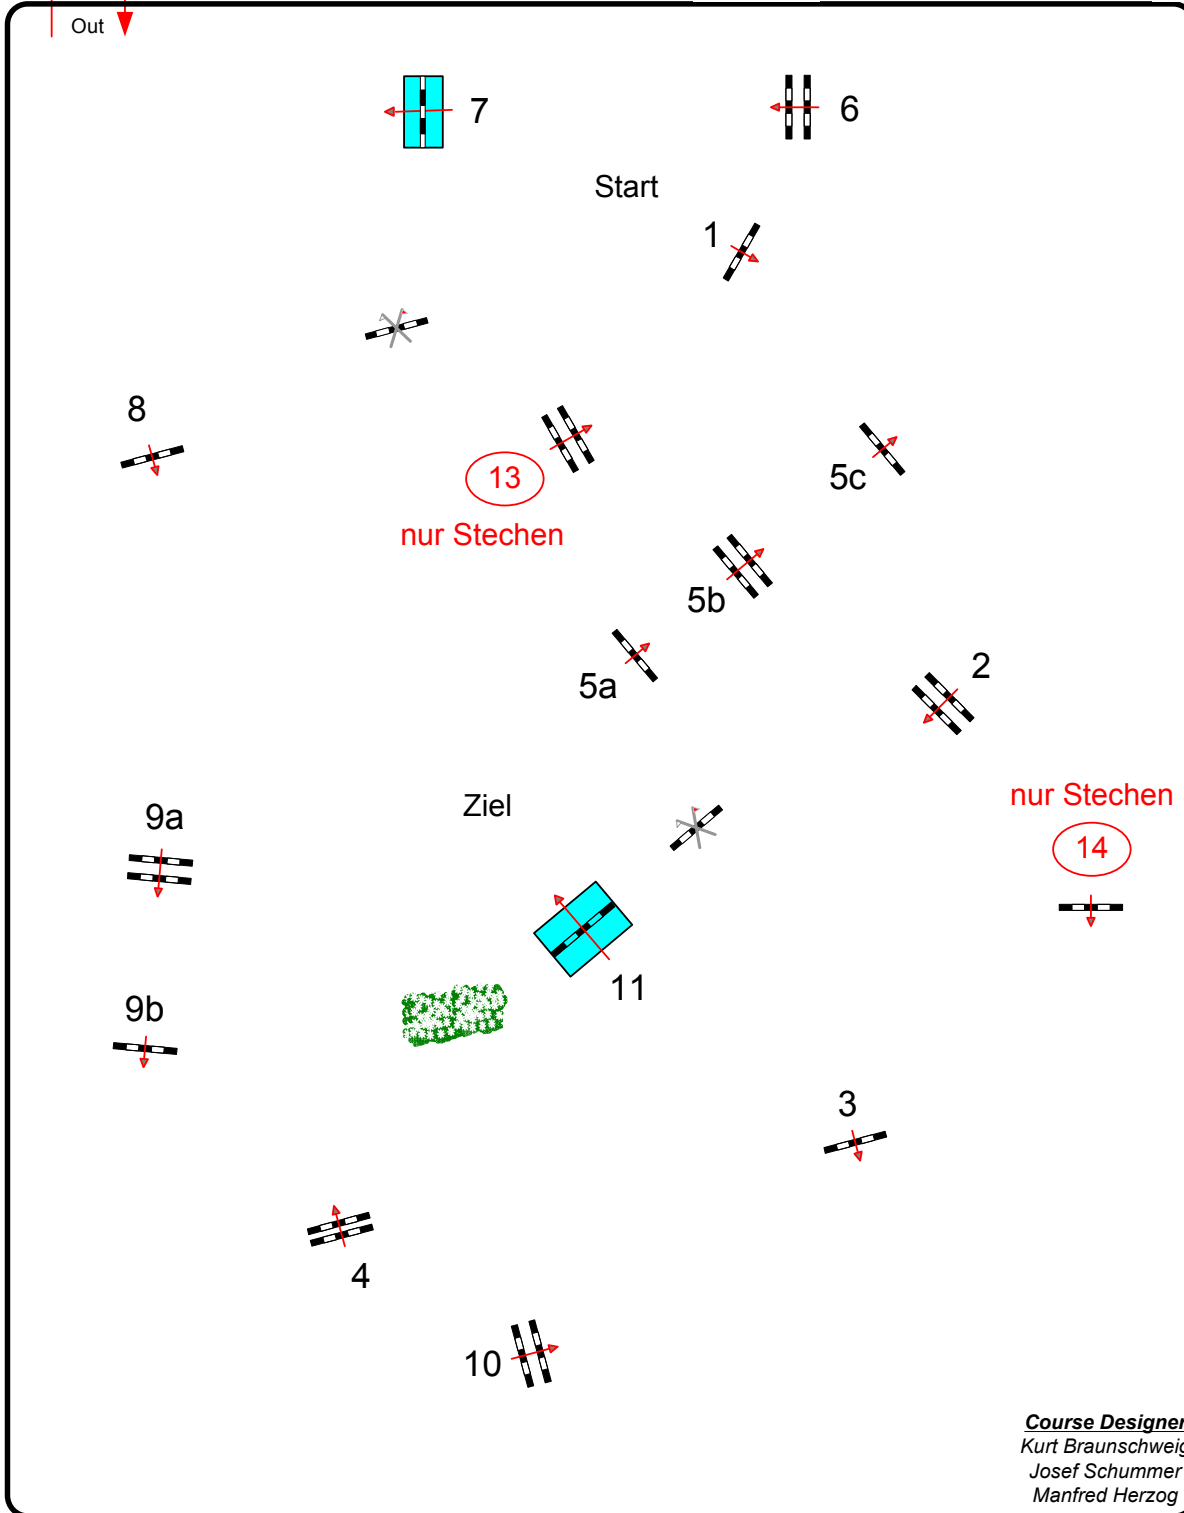 Out
7
6
Start
1
8
13
nur Stechen
5c
5b
5a
2
Ziel
nur Stechen
9a
14
11
9b
3
4
10
Course Designer
Kurt Braunschweig
Josef Schummer
Manfred Herzog